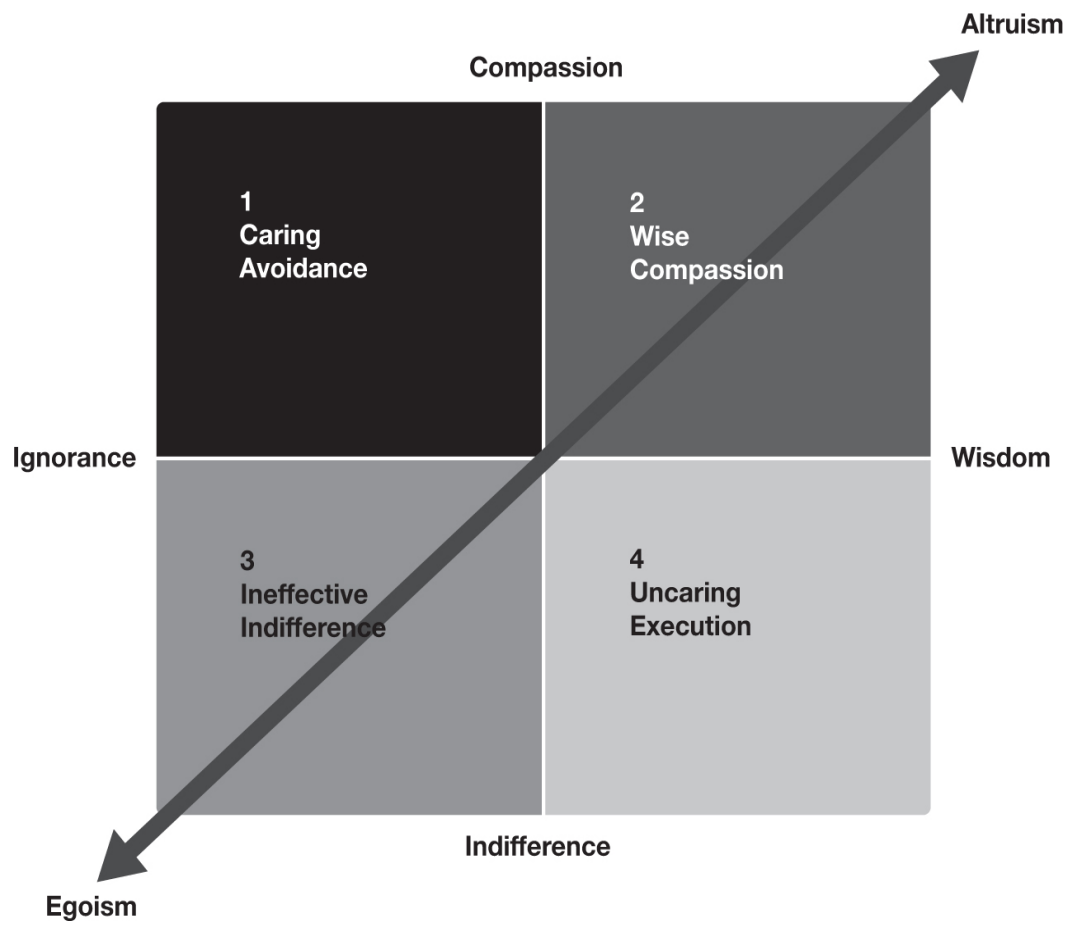 Altruism
Compassion
1
Caring
Avoidance
2
Wise
Compassion
Ignorance
Wisdom
3
Ineffective
Indifference
4
Uncaring
Execution
Indifference
Egoism